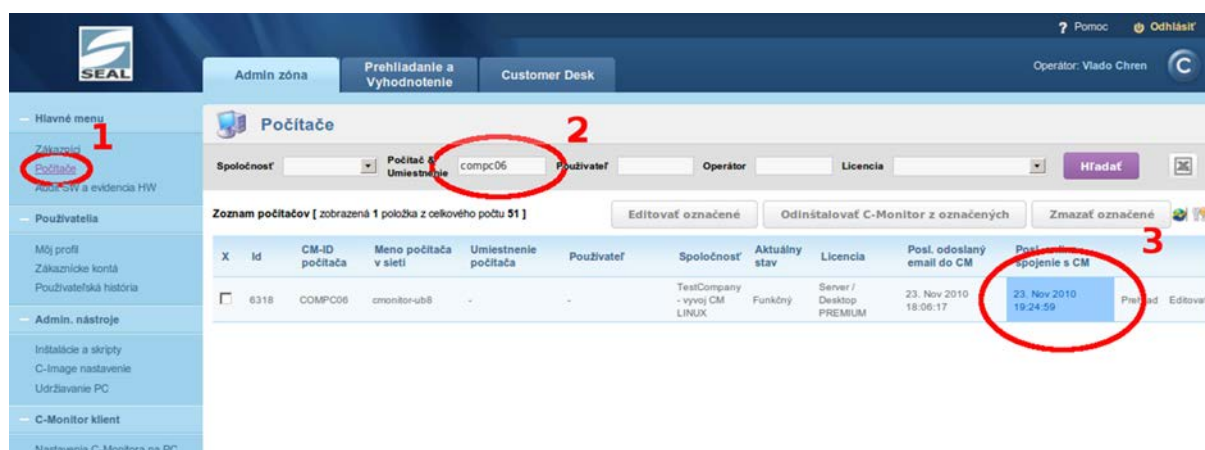 ? Pomoc
Odhlásiť
SEAL
Admin zóna
Prehliadanie a
Vyhodnotenie
Customer Desk
Operátor: Vlado Chren
C
Hlavné menu
1
Zákazníci
Počítače
Audit SW a evidencia HW
Používatelia
Môj profil
Zákaznícke kontá
Používateľská história
Admin. nástroje
Inštalácie a skripty
C-Image nastavenie
Udržiavanie PC
C-Monitor klient
Nastavenia C-Monitora na PC
Počítače
2
Spoločnosť
Počítač &
Umiestnenie
compc06
Používateľ
Operátor
Licencia
Hľadať
Zoznam počítačov [ zobrazená 1 položka z celkového počtu 51 ]
Editovať označené
Odinštalovať C-Monitor z označených
Zmazať označené
3
X
Id
CM-ID
počítača
Meno počítača
v sieti
Umiestnenie
počítača
Používateľ
Spoločnosť
Aktuálny
stav
Licencia
Posl. odoslaný
email do CM
Posl. online
spojenie s CM
6318
COMPC06
cmonitor-ub8
-
-
TestCompany
- vyvoj CM
LINUX
Funkčný
Server /
Desktop
PREMIUM
23. Nov 2010
18:06:17
23. Nov 2010
19:24:59
Prehľad